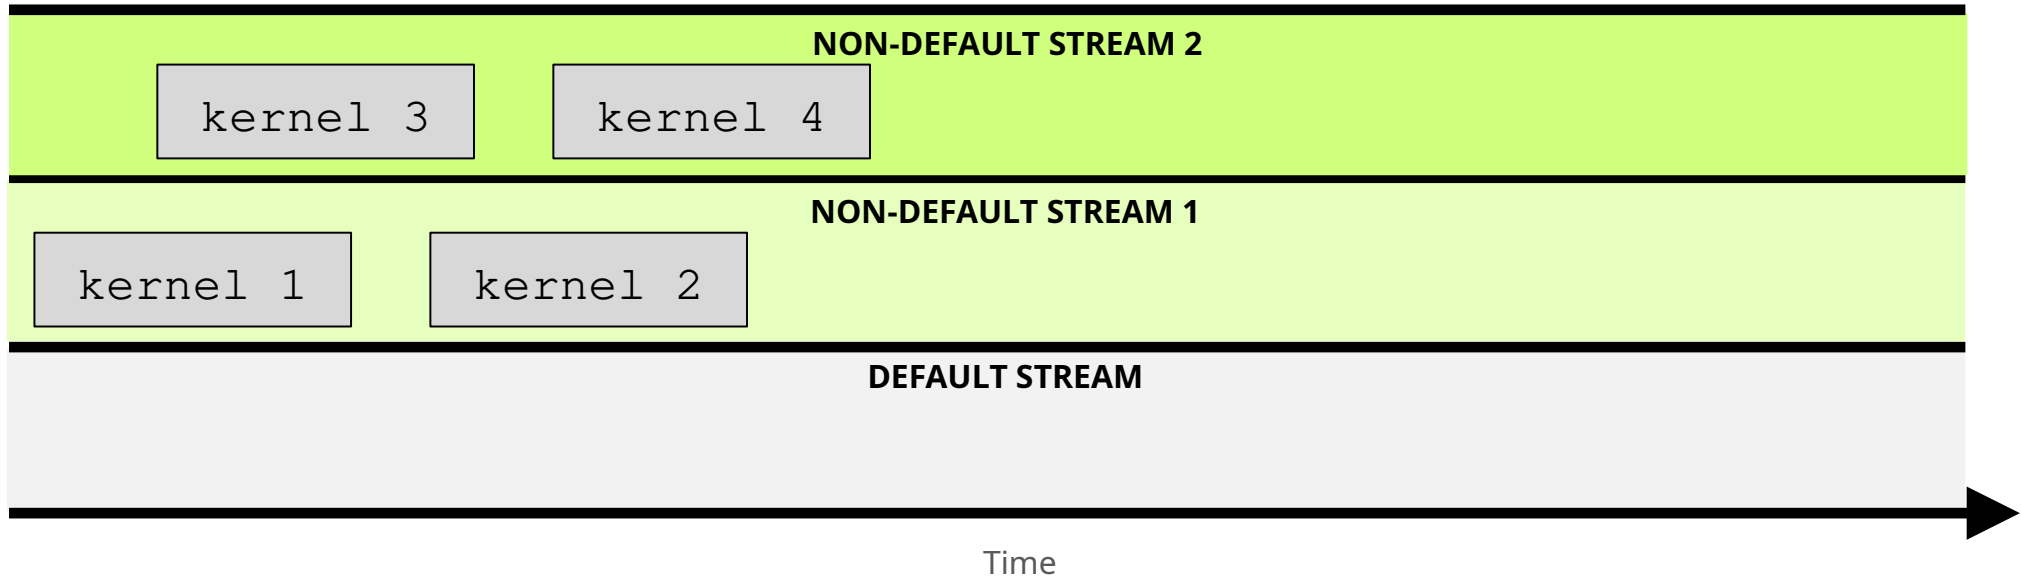 NON-DEFAULT STREAM 2
kernel 3
kernel 4
NON-DEFAULT STREAM 1
kernel 1
kernel 2
DEFAULT STREAM
Time